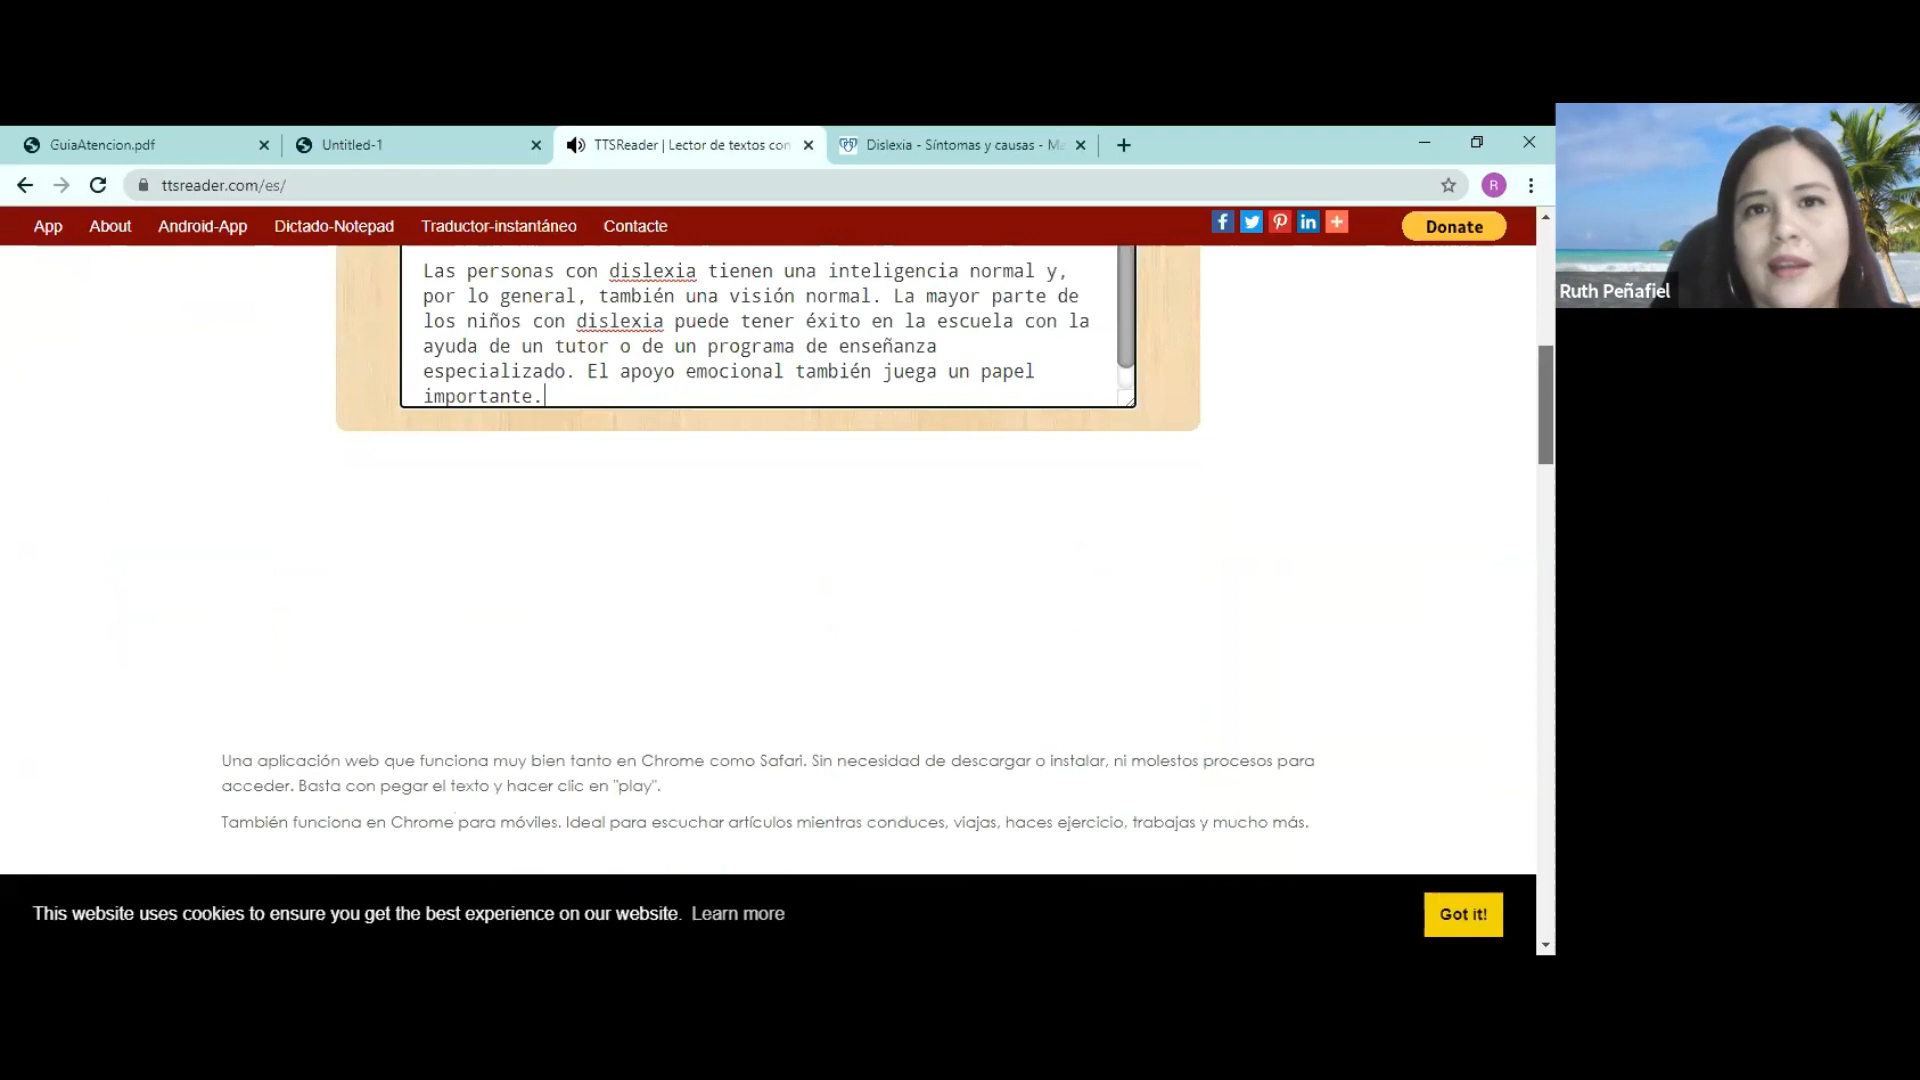 GuiaAtencion.pdf
Untitled-1
TTSReader | Lector de textos con
Dislexia - Síntomas y causas - Ma
ttsreader.com/es/
R
App
About
Android-App
Dictado-Notepad
Traductor-instantáneo
Contacte
Donate
Las personas con dislexia tienen una inteligencia normal y,
por lo general, también una visión normal. La mayor parte de
los niños con dislexia puede tener éxito en la escuela con la
ayuda de un tutor o de un programa de enseñanza
especializado. El apoyo emocional también juega un papel
importante.
Ruth Peñafiel
Una aplicación web que funciona muy bien tanto en Chrome como Safari. Sin necesidad de descargar o instalar, ni molestos procesos para
acceder. Basta con pegar el texto y hacer clic en "play".
También funciona en Chrome para móviles. Ideal para escuchar artículos mientras conduces, viajas, haces ejercicio, trabajas y mucho más.
This website uses cookies to ensure you get the best experience on our website. Learn more
Got it!